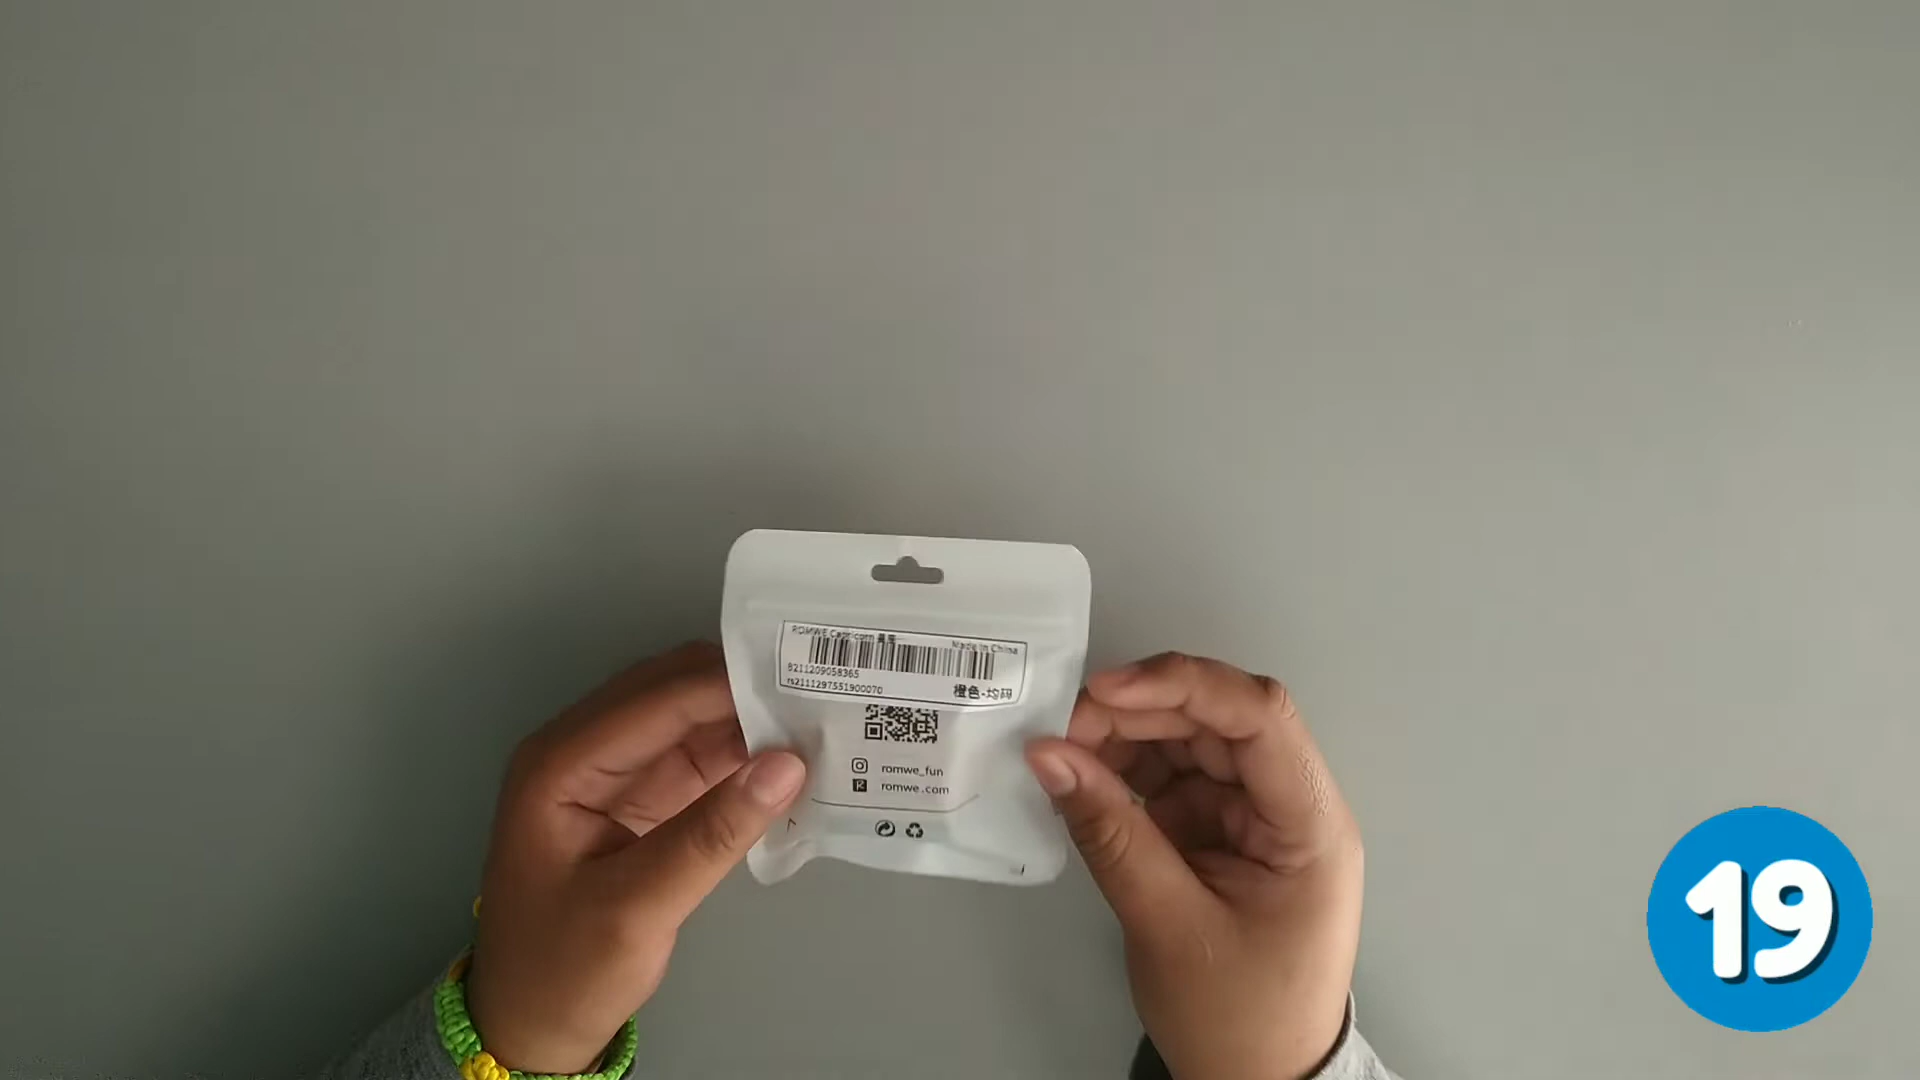 ROMWE Capricorn
Made In China
8211209058365
rs2111297551900070
橙色-均码
romwe_fun
romwe.com
19